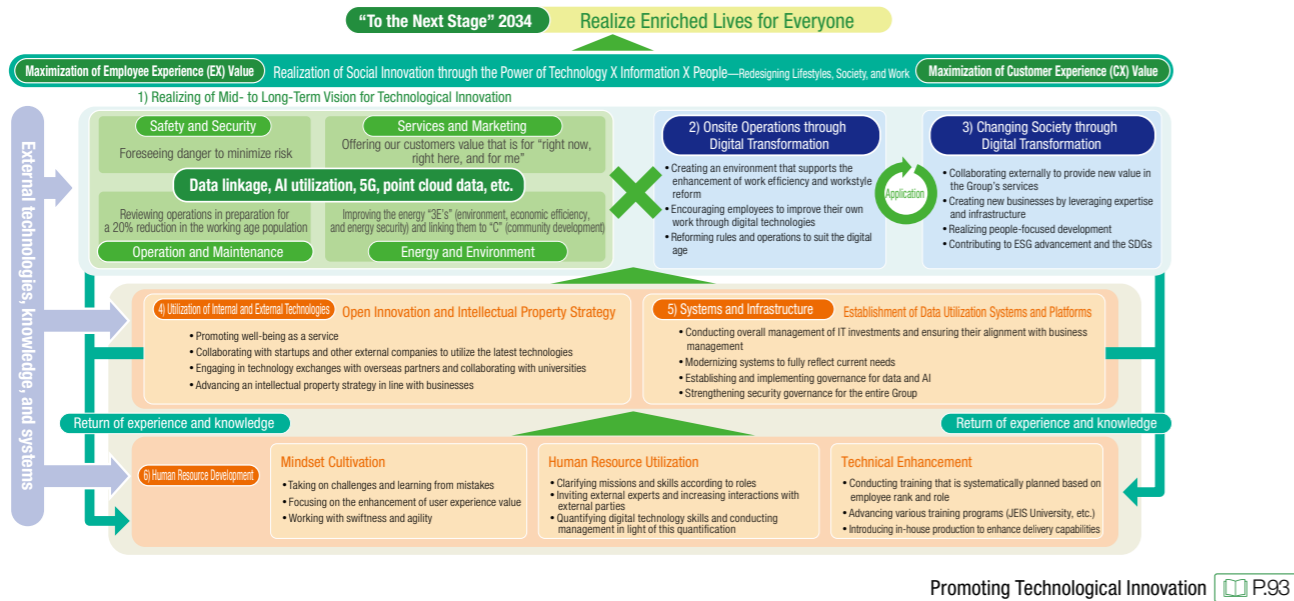 “To the Next Stage” 2034
Realize Enriched Lives for Everyone
Maximization of Employee Experience (EX) Value
Realization of Social Innovation through the Power of Technology X Information X People—Redesigning Lifestyles, Society, and Work
Maximization of Customer Experience (CX) Value
External technologies, knowledge, and systems
1) Realizing of Mid- to Long-Term Vision for Technological Innovation
Safety and Security
Foreseeing danger to minimize risk
Services and Marketing
Offering our customers value that is for “right now,
right here, and for me”
Data linkage, AI utilization, 5G, point cloud data, etc.
Reviewing operations in preparation for
a 20% reduction in the working age population
Operation and Maintenance
Improving the energy “3E’s” (environment, economic efficiency,
and energy security) and linking them to “C” (community development)
Energy and Environment
2) Onsite Operations through
Digital Transformation
• Creating an environment that supports the
enhancement of work efficiency and workstyle
reform
• Encouraging employees to improve their own
work through digital technologies
• Reforming rules and operations to suit the digital
age
Application
3) Changing Society through
Digital Transformation
• Collaborating externally to provide new value in
the Group’s services
• Creating new businesses by leveraging expertise
and infrastructure
• Realizing people-focused development
• Contributing to ESG advancement and the SDGs
4) Utilization of Internal and External Technologies
Open Innovation and Intellectual Property Strategy
• Promoting well-being as a service
• Collaborating with startups and other external companies to utilize the latest technologies
• Engaging in technology exchanges with overseas partners and collaborating with universities
• Advancing an intellectual property strategy in line with businesses
5) Systems and Infrastructure
Establishment of Data Utilization Systems and Platforms
• Conducting overall management of IT investments and ensuring their alignment with business
management
• Modernizing systems to fully reflect current needs
• Establishing and implementing governance for data and AI
• Strengthening security governance for the entire Group
Return of experience and knowledge
Return of experience and knowledge
6) Human Resource Development
Mindset Cultivation
• Taking on challenges and learning from mistakes
• Focusing on the enhancement of user experience value
• Working with swiftness and agility
Human Resource Utilization
• Clarifying missions and skills according to roles
• Inviting external experts and increasing interactions with
external parties
• Quantifying digital technology skills and conducting
management in light of this quantification
Technical Enhancement
• Conducting training that is systematically planned based on
employee rank and role
• Advancing various training programs (JEIS University, etc.)
• Introducing in-house production to enhance delivery capabilities
Promoting Technological Innovation
P.93